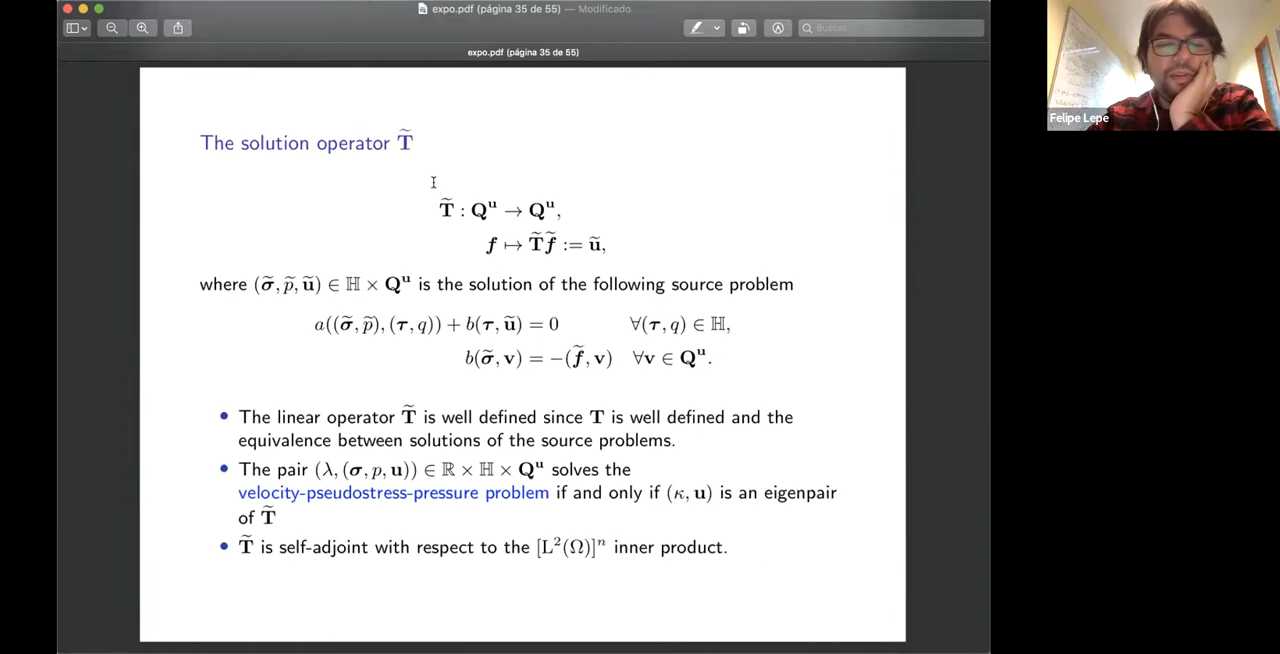 expo.pdf (página 35 de 55) — Modificado
Buscar
expo.pdf (página 35 de 55)
Felipe Lepe
The solution operator T̃
T̃ : Qᵘ → Qᵘ,
f ↦ T̃f̃ := ũ,
where (σ̃, p̃, ũ) ∈ ℍ × Qᵘ is the solution of the following source problem
a((σ̃, p̃), (τ, q)) + b(τ, ũ) = 0 ∀(τ, q) ∈ ℍ,
b(σ̃, v) = −(f̃, v) ∀v ∈ Qᵘ.
• The linear operator T̃ is well defined since T is well defined and the
equivalence between solutions of the source problems.
• The pair (λ, (σ, p, u)) ∈ ℝ × ℍ × Qᵘ solves the
velocity-pseudostress-pressure problem if and only if (κ, u) is an eigenpair
of T̃
• T̃ is self-adjoint with respect to the [L²(Ω)]ⁿ inner product.